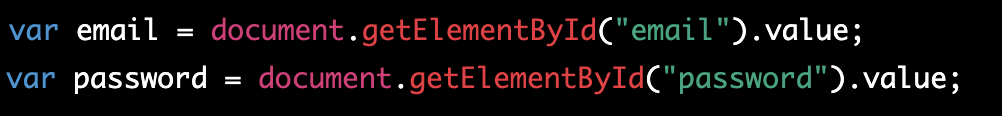 var email = document.getElementById("email").value;
var password = document.getElementById("password").value;